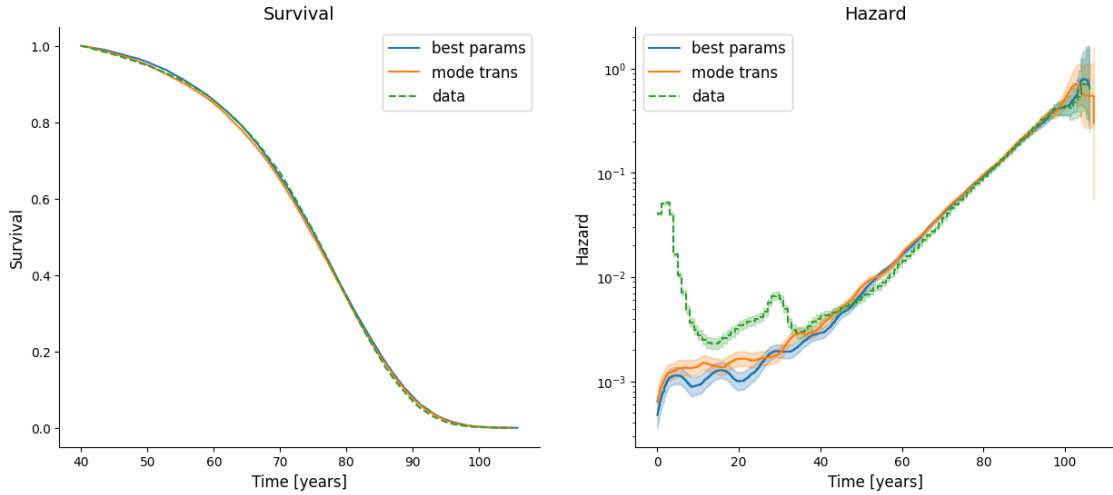 Survival
best params
mode trans
data
1.0
0.8
0.6
0.4
0.2
0.0
Survival
40 50 60 70 80 90 100
Time [years]
Hazard
best params
mode trans
data
10⁰
10⁻¹
10⁻²
10⁻³
Hazard
0 20 40 60 80 100
Time [years]